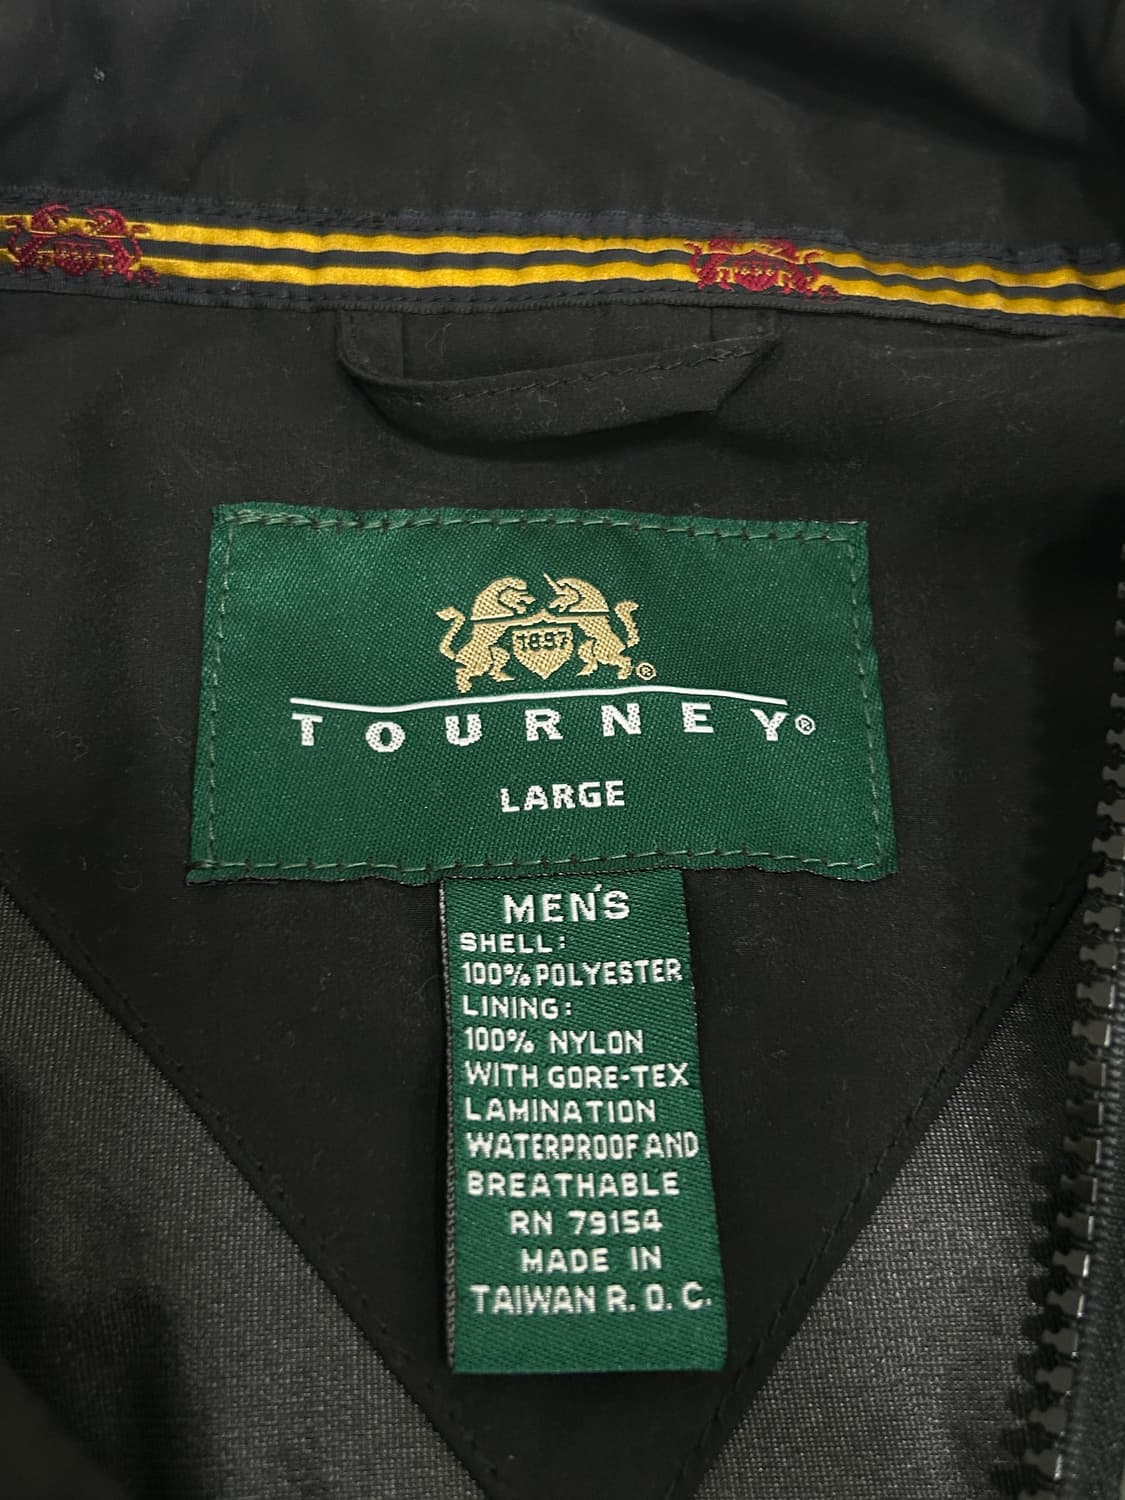 1897
®
TOURNEY®
LARGE
MEN'S
SHELL:
100% POLYESTER
LINING:
100% NYLON
WITH GORE-TEX
LAMINATION
WATERPROOF AND
BREATHABLE
RN 79154
MADE IN
TAIWAN R.O.C.